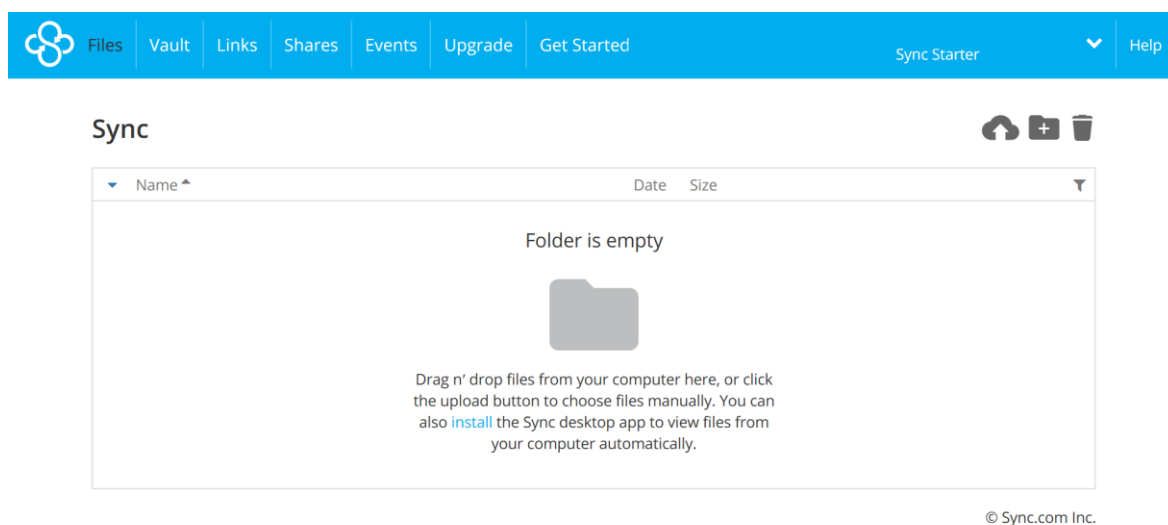 Files Vault Links Shares Events Upgrade Get Started Sync Starter Help
Sync
Name Date Size
Folder is empty
Drag n' drop files from your computer here, or click
the upload button to choose files manually. You can
also install the Sync desktop app to view files from
your computer automatically.
© Sync.com Inc.